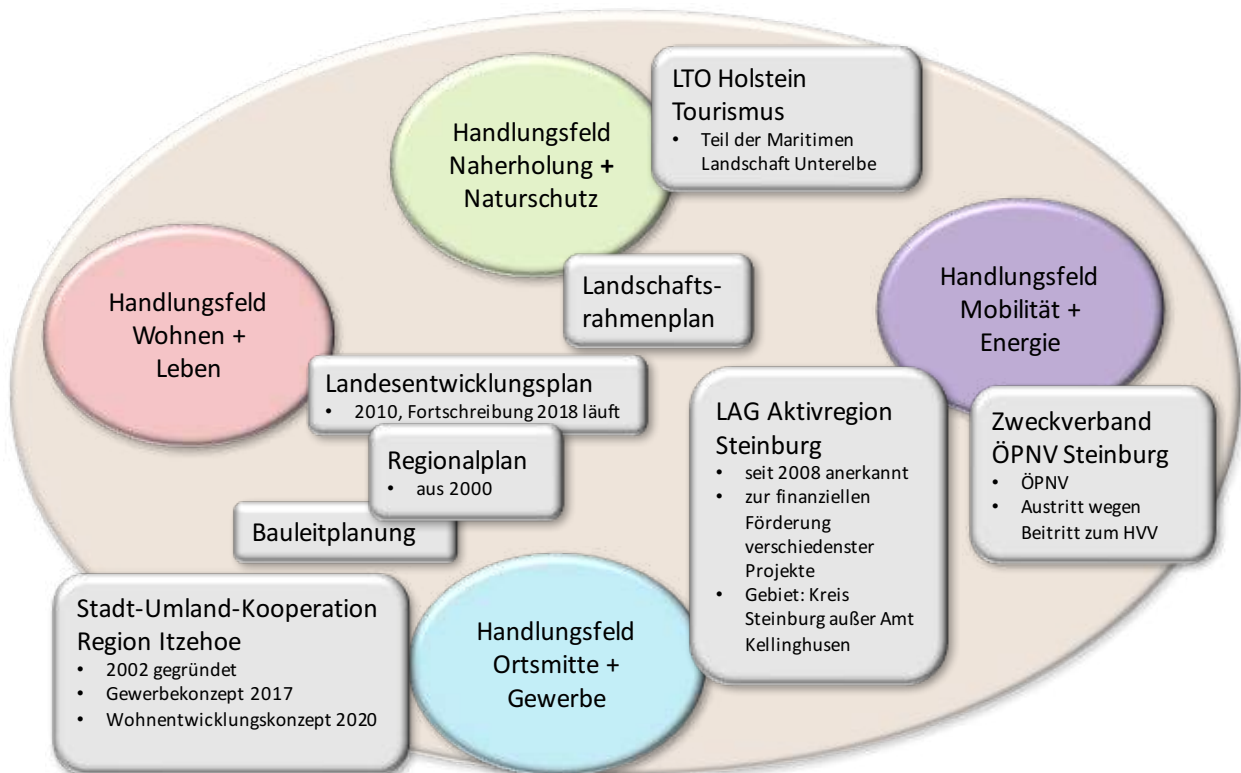 LTO Holstein
Tourismus
• Teil der Maritimen
Landschaft Unterelbe
Handlungsfeld
Naherholung +
Naturschutz
Handlungsfeld
Mobilität +
Energie
Landschafts-
rahmenplan
Handlungsfeld
Wohnen +
Leben
Landesentwicklungsplan
• 2010, Fortschreibung 2018 läuft
Regionalplan
• aus 2000
Bauleitplanung
LAG Aktivregion
Steinburg
• seit 2008 anerkannt
• zur finanziellen
Förderung
verschiedenster
Projekte
• Gebiet: Kreis
Steinburg außer Amt
Kellinghusen
Zweckverband
ÖPNV Steinburg
• ÖPNV
• Austritt wegen
Beitritt zum HVV
Stadt-Umland-Kooperation
Region Itzehoe
• 2002 gegründet
• Gewerbekonzept 2017
• Wohnentwicklungskonzept 2020
Handlungsfeld
Ortsmitte +
Gewerbe